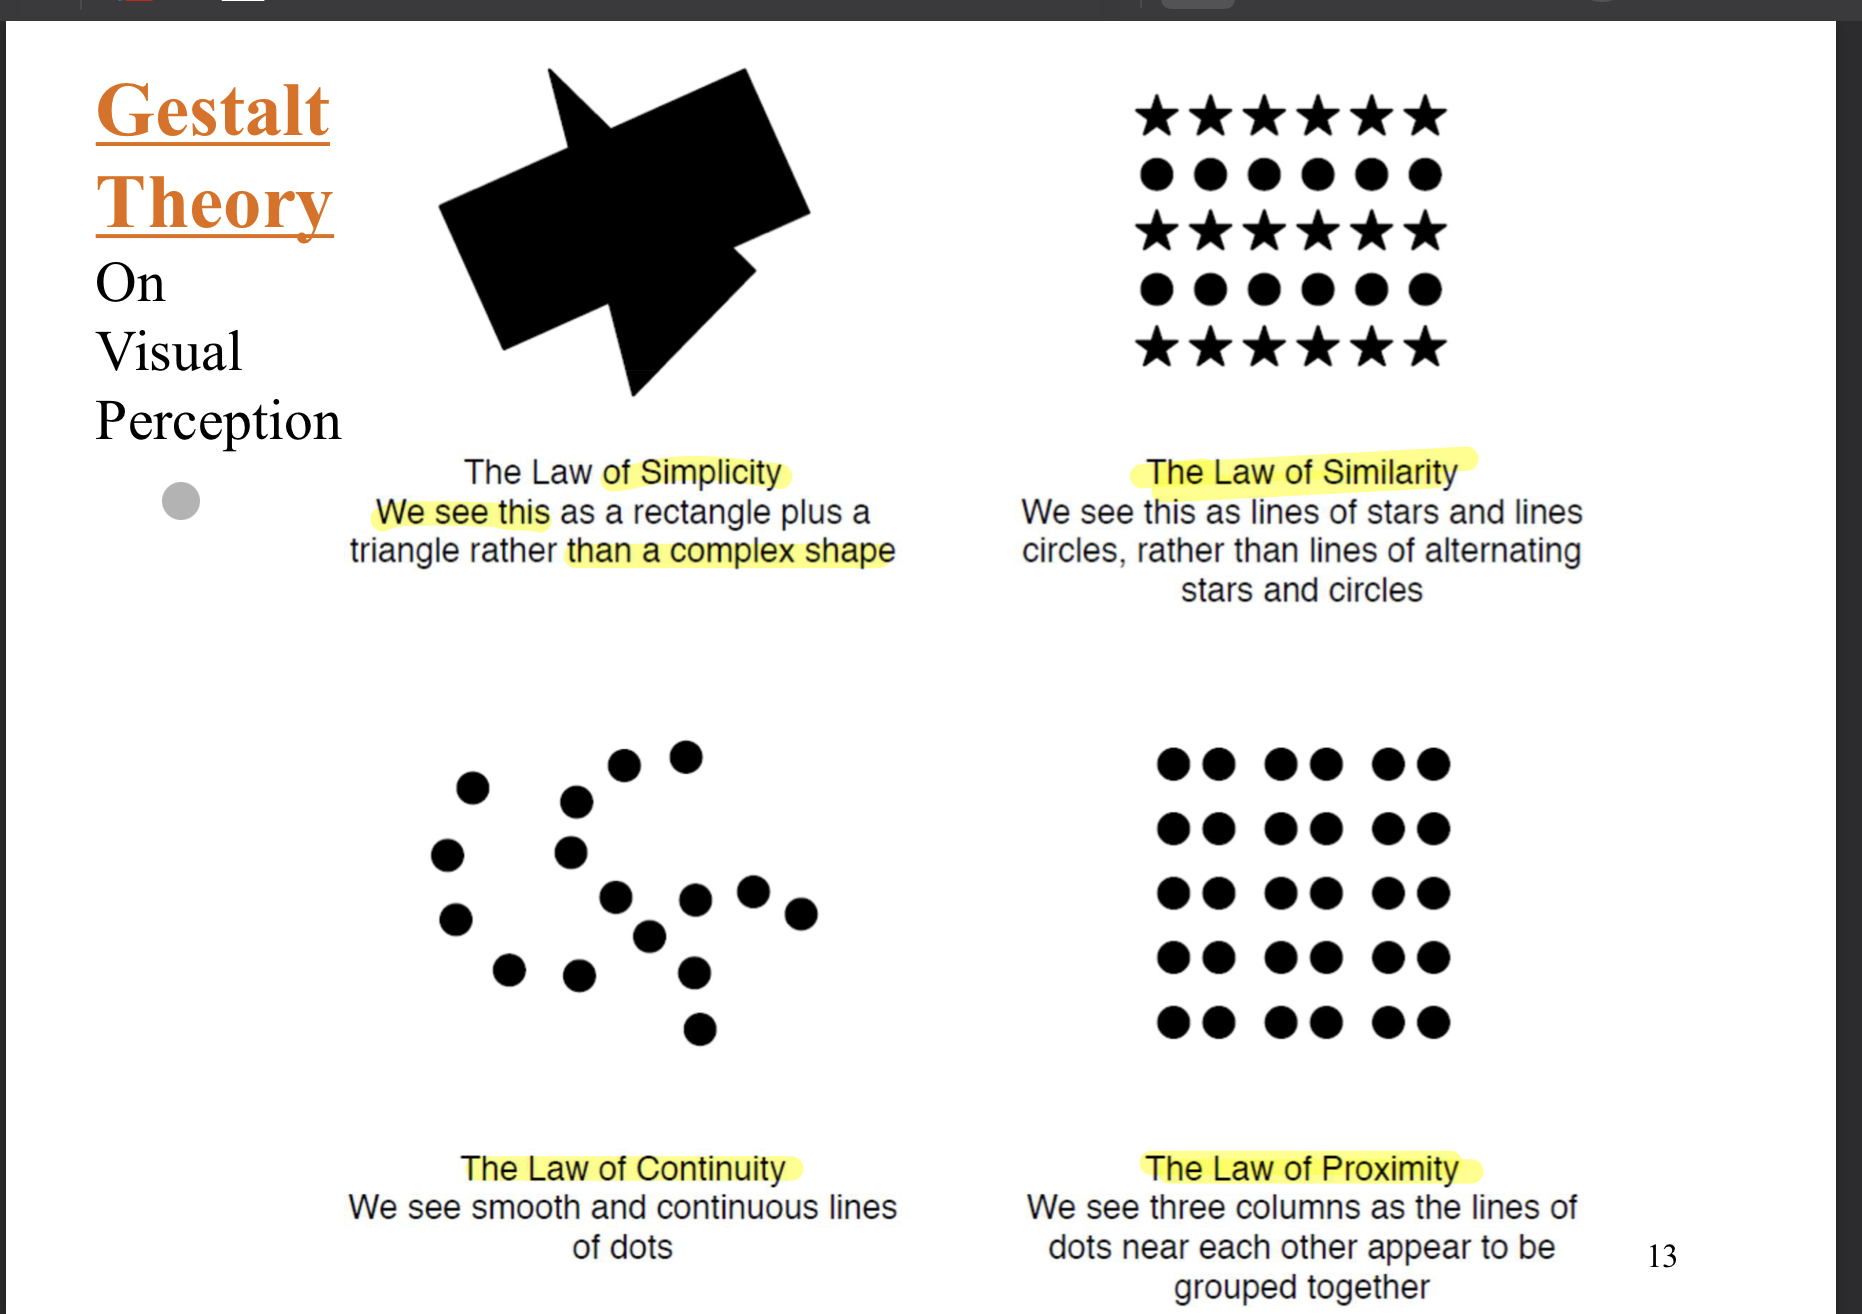 Gestalt
Theory
On
Visual
Perception
The Law of Simplicity
We see this as a rectangle plus a
triangle rather than a complex shape
The Law of Similarity
We see this as lines of stars and lines
circles, rather than lines of alternating
stars and circles
The Law of Continuity
We see smooth and continuous lines
of dots
The Law of Proximity
We see three columns as the lines of
dots near each other appear to be
grouped together
13